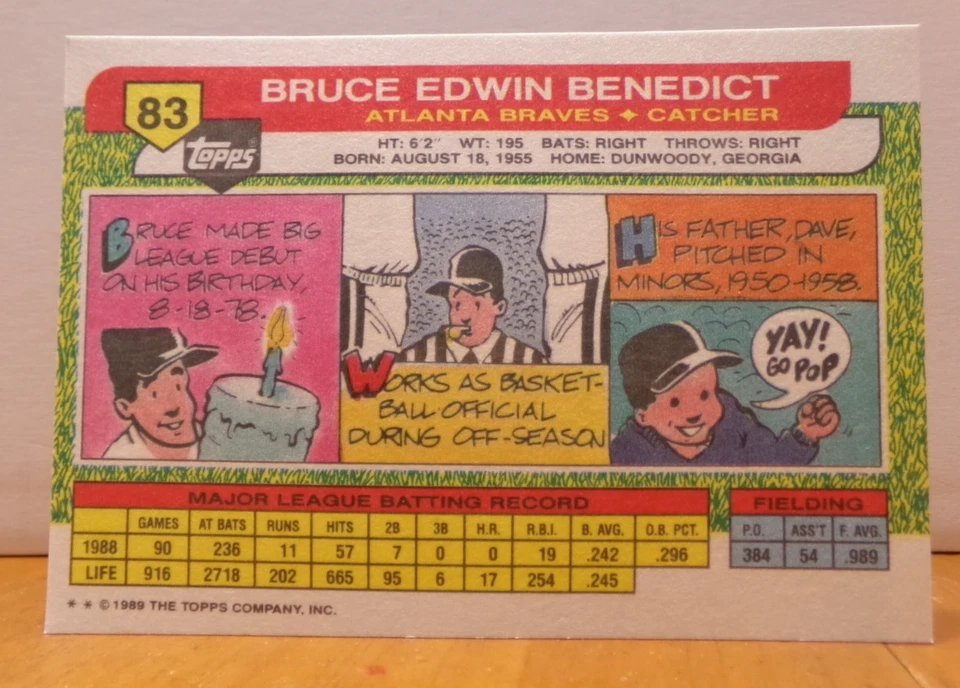 83
BRUCE EDWIN BENEDICT
ATLANTA BRAVES ✦ CATCHER
topps®
HT: 6'2" WT: 195 BATS: RIGHT THROWS: RIGHT
BORN: AUGUST 18, 1955 HOME: DUNWOODY, GEORGIA
BRUCE MADE BIG
LEAGUE DEBUT
ON HIS BIRTHDAY,
8-18-78.
WORKS AS BASKET-
BALL OFFICIAL
DURING OFF-SEASON
HIS FATHER, DAVE,
PITCHED IN
MINORS, 1950-1958.
YAY!
GO POP
MAJOR LEAGUE BATTING RECORD
GAMES AT BATS RUNS HITS 2B 3B H.R. R.B.I. B. AVG. O.B. PCT.
1988 90 236 11 57 7 0 0 19 .242 .296
LIFE 916 2718 202 665 95 6 17 254 .245
FIELDING
P.O. ASS'T F. AVG.
384 54 .989
* * © 1989 THE TOPPS COMPANY, INC.